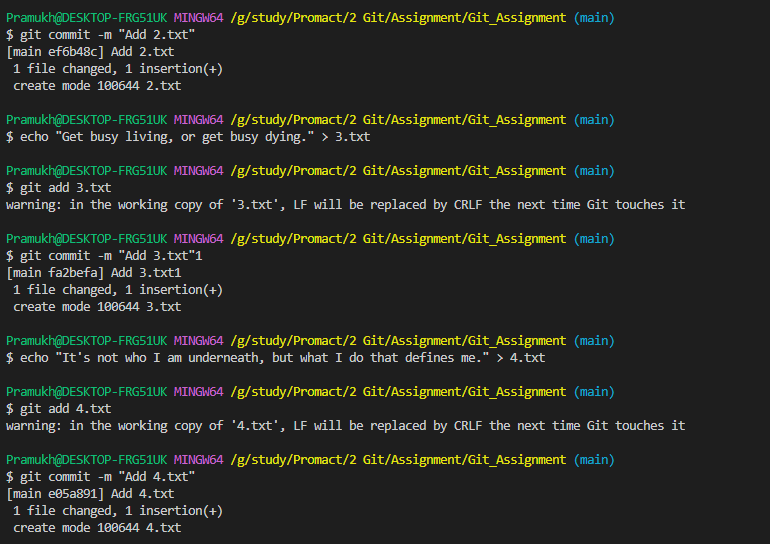 Pramukh@DESKTOP-FRG51UK MINGW64 /g/study/Promact/2 Git/Assignment/Git_Assignment (main)
$ git commit -m "Add 2.txt"
[main ef6b48c] Add 2.txt
 1 file changed, 1 insertion(+)
 create mode 100644 2.txt

Pramukh@DESKTOP-FRG51UK MINGW64 /g/study/Promact/2 Git/Assignment/Git_Assignment (main)
$ echo "Get busy living, or get busy dying." > 3.txt

Pramukh@DESKTOP-FRG51UK MINGW64 /g/study/Promact/2 Git/Assignment/Git_Assignment (main)
$ git add 3.txt
warning: in the working copy of '3.txt', LF will be replaced by CRLF the next time Git touches it

Pramukh@DESKTOP-FRG51UK MINGW64 /g/study/Promact/2 Git/Assignment/Git_Assignment (main)
$ git commit -m "Add 3.txt"1
[main fa2befa] Add 3.txt1
 1 file changed, 1 insertion(+)
 create mode 100644 3.txt

Pramukh@DESKTOP-FRG51UK MINGW64 /g/study/Promact/2 Git/Assignment/Git_Assignment (main)
$ echo "It's not who I am underneath, but what I do that defines me." > 4.txt

Pramukh@DESKTOP-FRG51UK MINGW64 /g/study/Promact/2 Git/Assignment/Git_Assignment (main)
$ git add 4.txt
warning: in the working copy of '4.txt', LF will be replaced by CRLF the next time Git touches it

Pramukh@DESKTOP-FRG51UK MINGW64 /g/study/Promact/2 Git/Assignment/Git_Assignment (main)
$ git commit -m "Add 4.txt"
[main e05a891] Add 4.txt
 1 file changed, 1 insertion(+)
 create mode 100644 4.txt